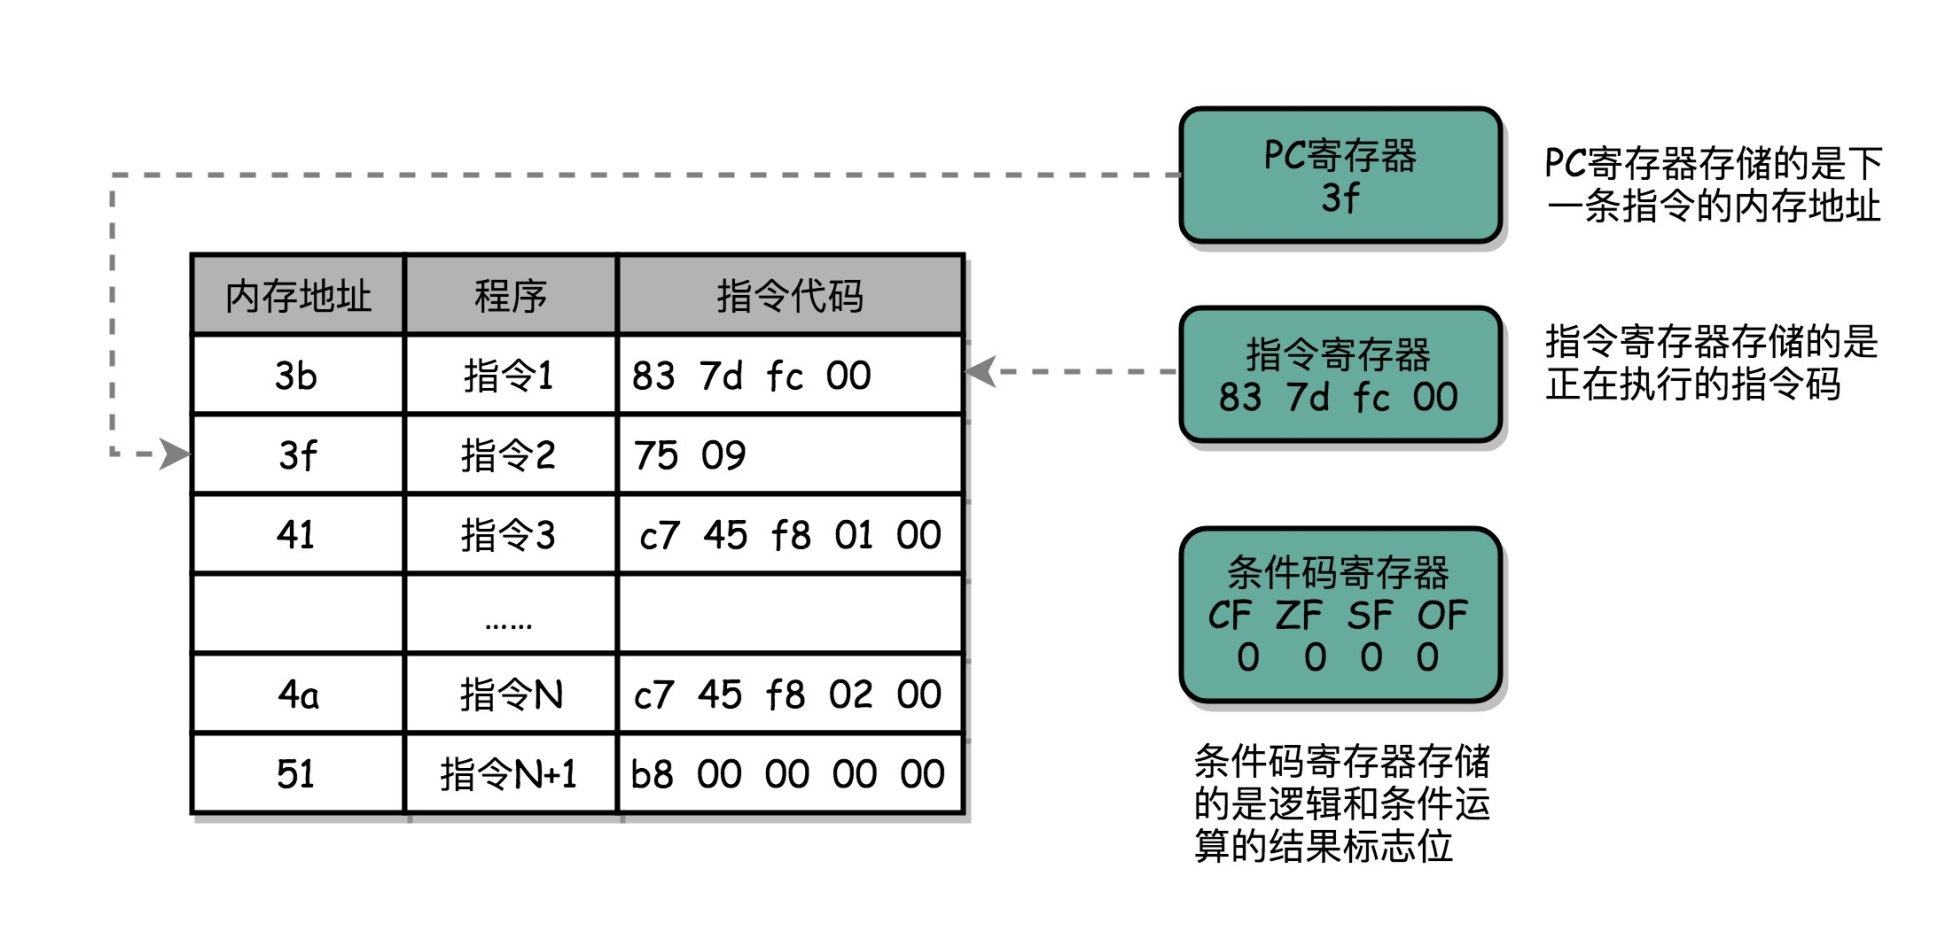 PC寄存器
3f
PC寄存器存储的是下
一条指令的内存地址
内存地址 程序 指令代码
3b 指令1 83 7d fc 00
3f 指令2 75 09
41 指令3 c7 45 f8 01 00
......
4a 指令N c7 45 f8 02 00
51 指令N+1 b8 00 00 00 00
指令寄存器
83 7d fc 00
指令寄存器存储的是
正在执行的指令码
条件码寄存器
CF ZF SF OF
0 0 0 0
条件码寄存器存储
的是逻辑和条件运
算的结果标志位